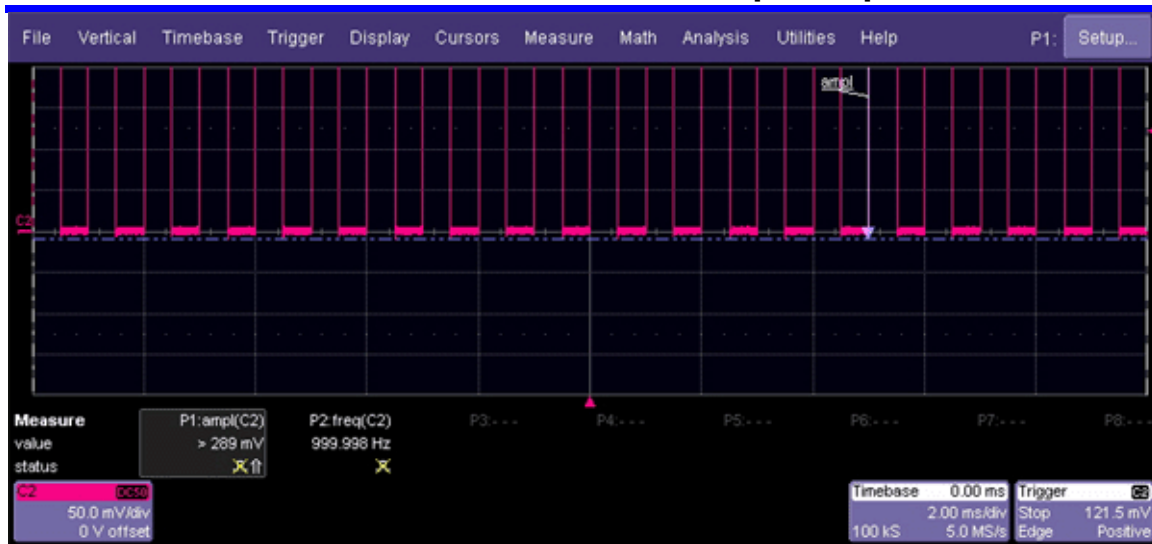 File Vertical Timebase Trigger Display Cursors Measure Math Analysis Utilities Help P1: Setup...
ampl
C2
Measure P1:ampl(C2) P2:freq(C2) P3:--- P4:--- P5:--- P6:--- P7:--- P8:---
value > 289 mV 999.998 Hz
status
C2 DC50
50.0 mV/div
0 V offset
Timebase 0.00 ms
2.00 ms/div
100 kS 5.0 MS/s
Trigger C2
Stop 121.5 mV
Edge Positive